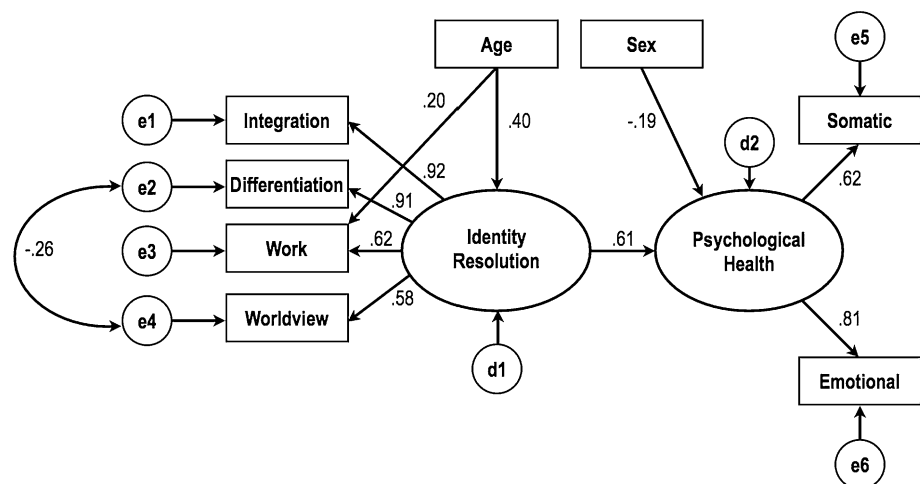 Age
Sex
e5
.20
.40
-.19
Somatic
e1
Integration
d2
.92
.62
e2
Differentiation
.91
-.26
e3
Work
.62
Identity
Resolution
.61
Psychological
Health
e4
Worldview
.58
.81
d1
Emotional
e6